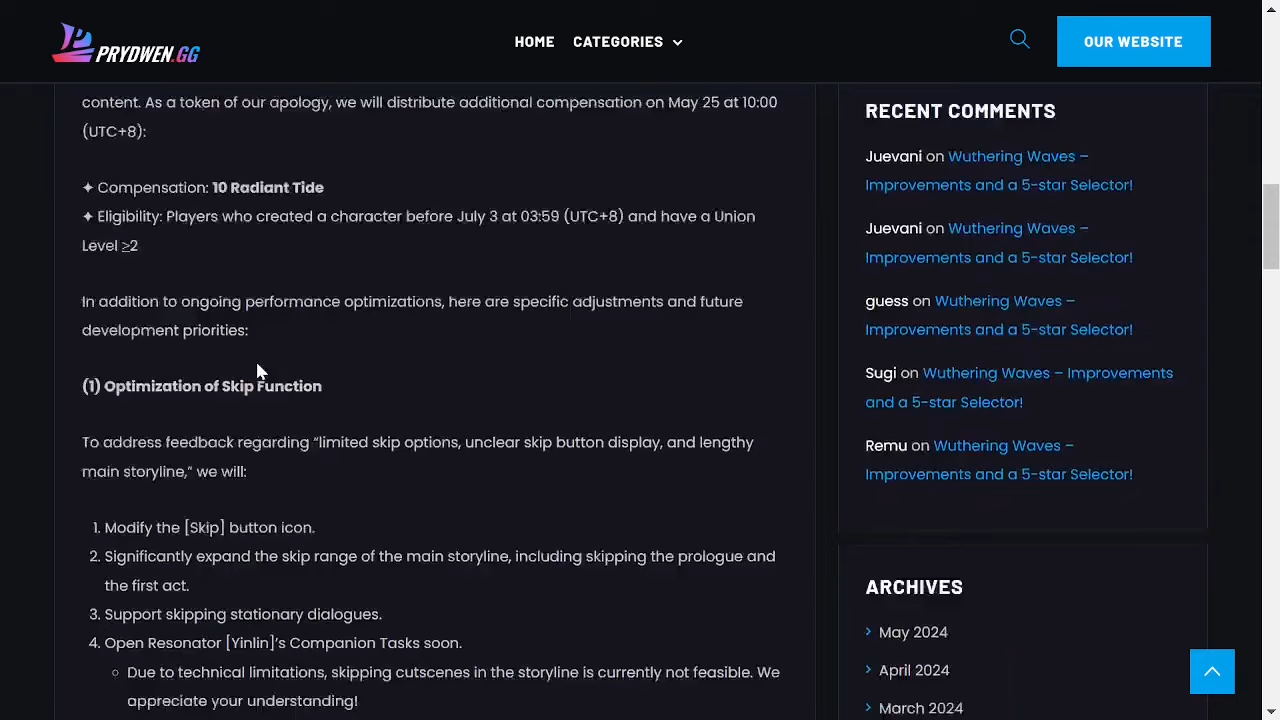 PRYDWEN.GG
HOME
CATEGORIES
OUR WEBSITE
content. As a token of our apology, we will distribute additional compensation on May 25 at 10:00
(UTC+8):
✦ Compensation: 10 Radiant Tide
✦ Eligibility: Players who created a character before July 3 at 03:59 (UTC+8) and have a Union
Level ≥2
In addition to ongoing performance optimizations, here are specific adjustments and future
development priorities:
(1) Optimization of Skip Function
To address feedback regarding “limited skip options, unclear skip button display, and lengthy
main storyline,” we will:
1. Modify the [Skip] button icon.
2. Significantly expand the skip range of the main storyline, including skipping the prologue and
the first act.
3. Support skipping stationary dialogues.
4. Open Resonator [Yinlin]’s Companion Tasks soon.
Due to technical limitations, skipping cutscenes in the storyline is currently not feasible. We
appreciate your understanding!
RECENT COMMENTS
Juevani on Wuthering Waves –
Improvements and a 5-star Selector!
Juevani on Wuthering Waves –
Improvements and a 5-star Selector!
guess on Wuthering Waves –
Improvements and a 5-star Selector!
Sugi on Wuthering Waves – Improvements
and a 5-star Selector!
Remu on Wuthering Waves –
Improvements and a 5-star Selector!
ARCHIVES
May 2024
April 2024
March 2024